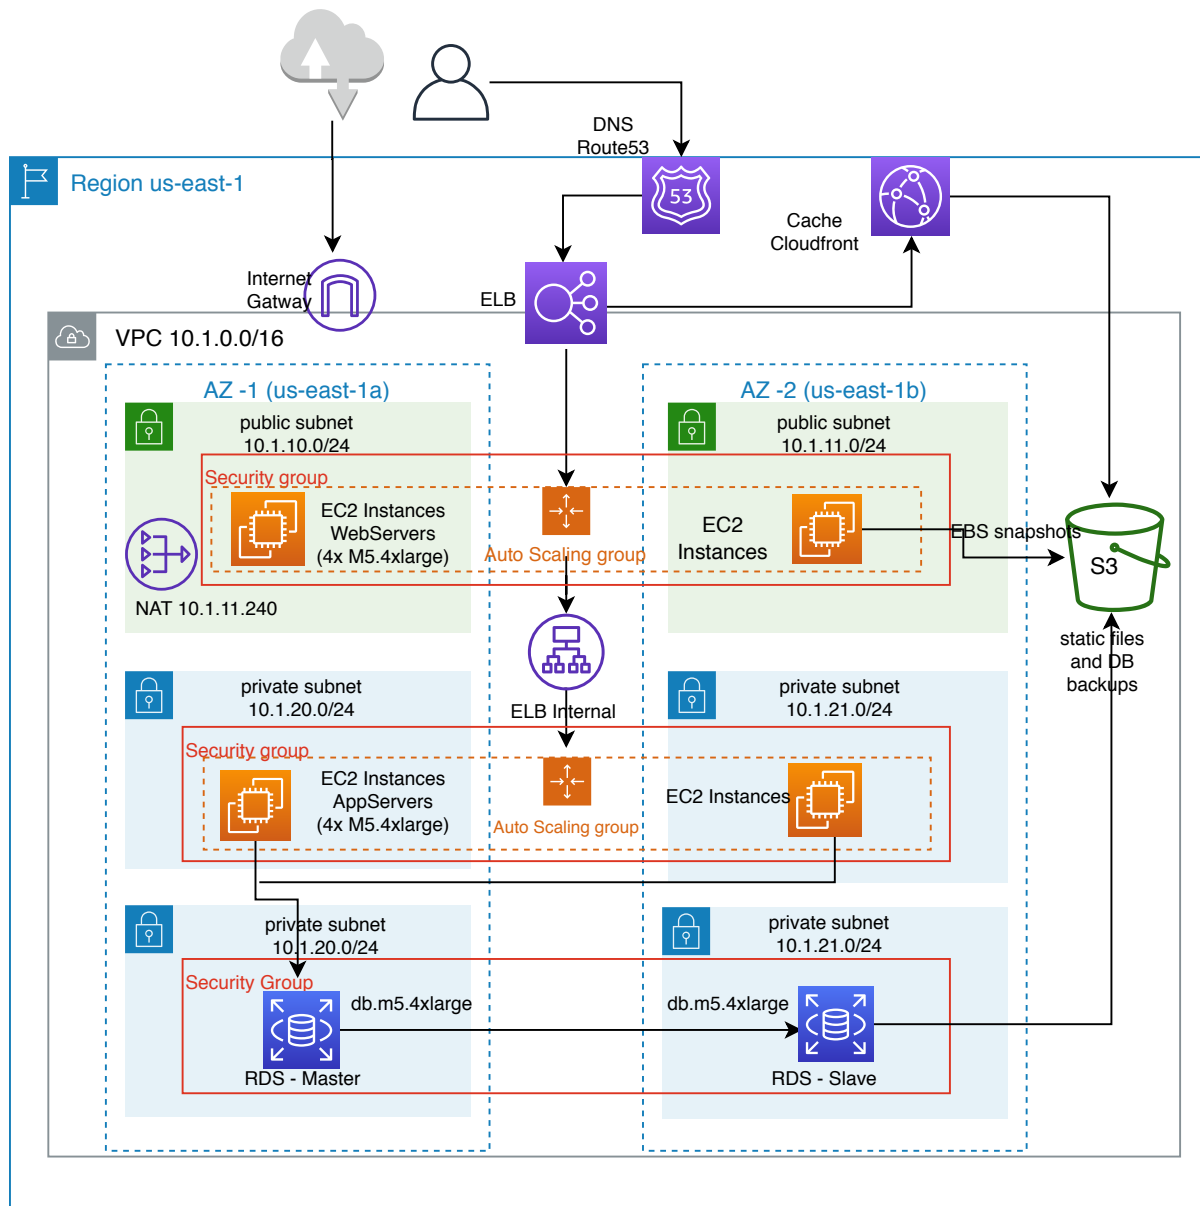 DNS
Route53
53
Region us-east-1
Cache
Cloudfront
Internet
Gatway
ELB
VPC 10.1.0.0/16
AZ -1 (us-east-1a)
AZ -2 (us-east-1b)
public subnet
10.1.10.0/24
public subnet
10.1.11.0/24
Security group
EC2 Instances
WebServers
(4x M5.4xlarge)
Auto Scaling group
EC2
Instances
EBS snapshots
S3
NAT 10.1.11.240
static files
and DB
backups
private subnet
10.1.20.0/24
ELB Internal
private subnet
10.1.21.0/24
Security group
EC2 Instances
AppServers
(4x M5.4xlarge)
Auto Scaling group
EC2 Instances
private subnet
10.1.20.0/24
private subnet
10.1.21.0/24
Security Group
db.m5.4xlarge
db.m5.4xlarge
RDS - Master
RDS - Slave